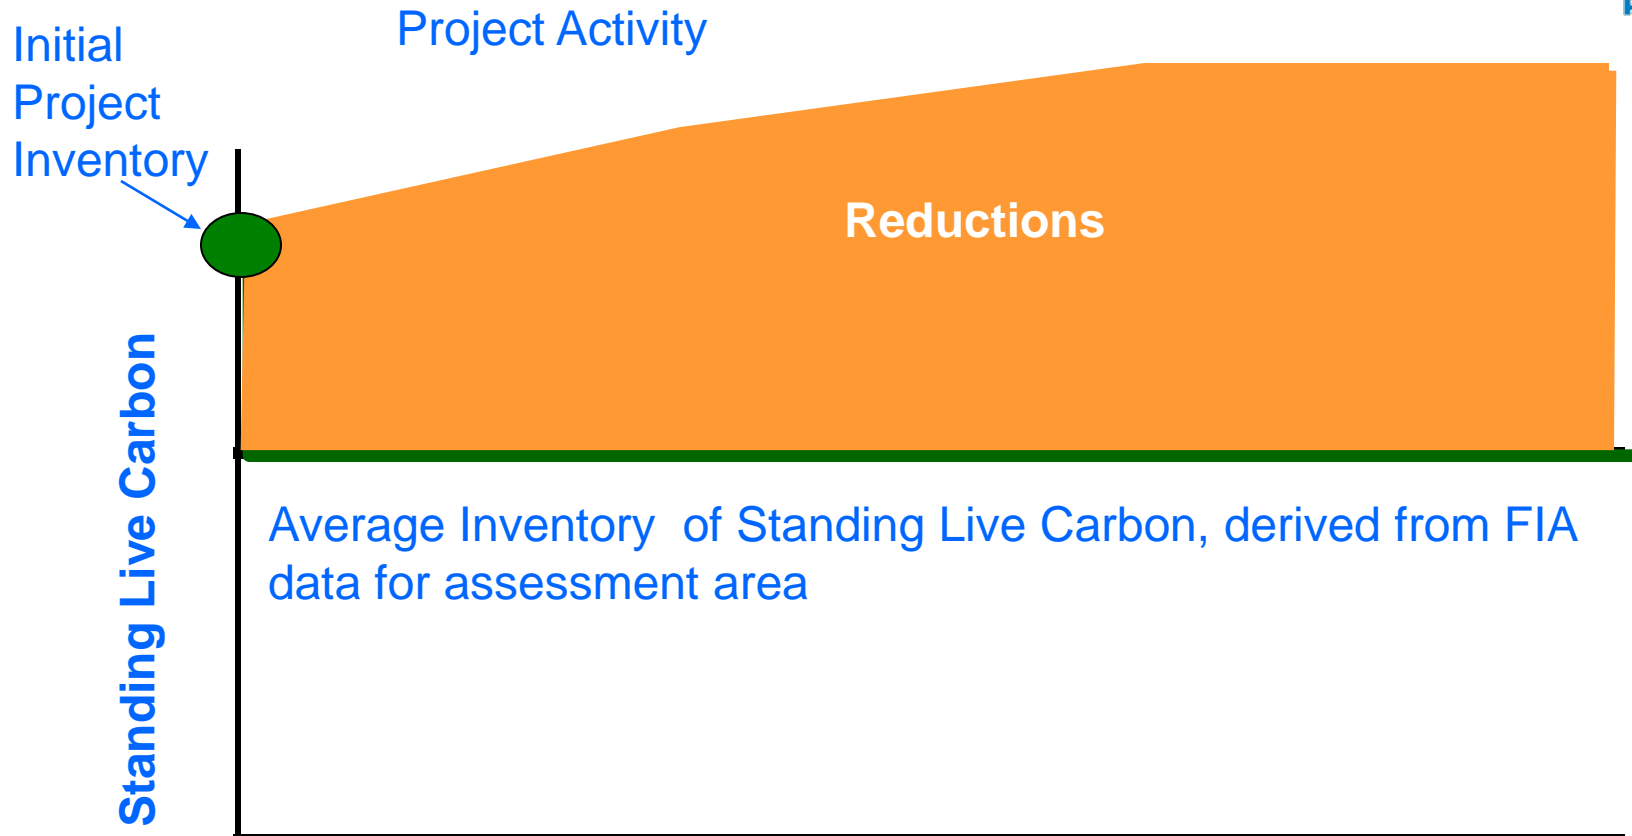 Project Activity
Initial
Project
Inventory
Reductions
Standing Live Carbon
Average Inventory  of Standing Live Carbon, derived from FIA
data for assessment area